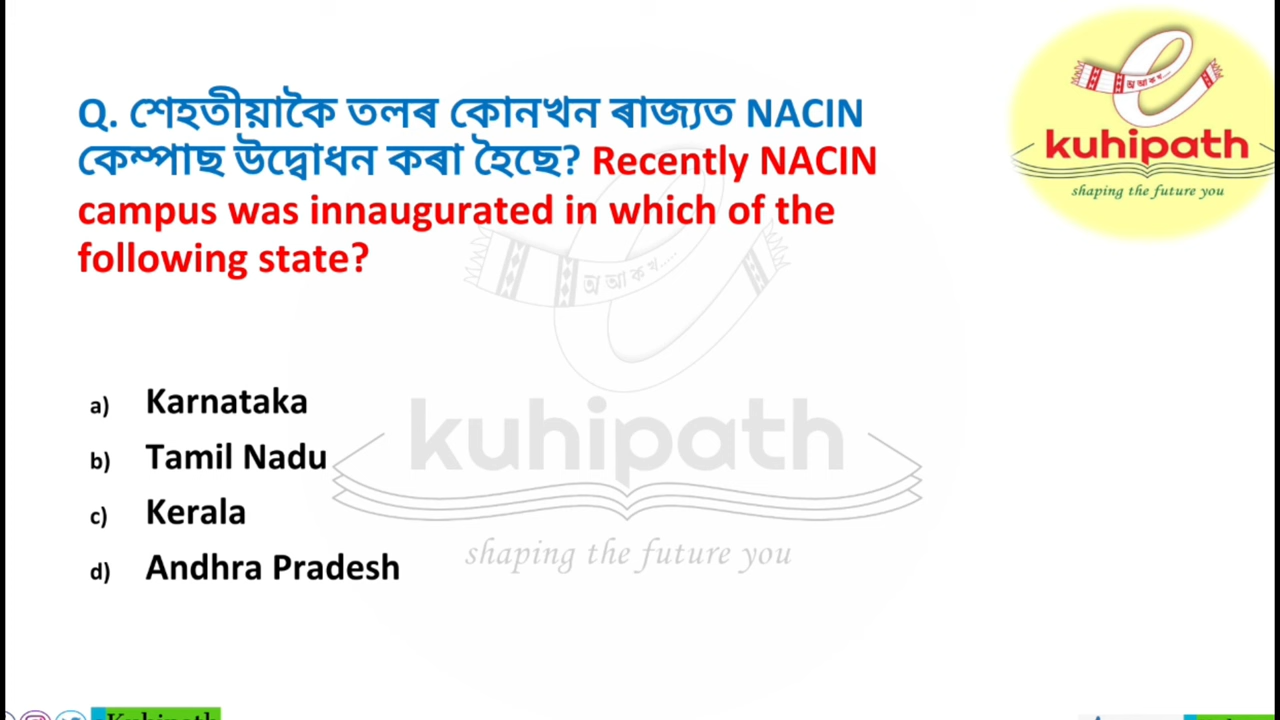 Q. শেহতীয়াকৈ তলৰ কোনখন ৰাজ্যত NACIN
কেম্পাছ উদ্বোধন কৰা হৈছে? Recently NACIN
campus was innaugurated in which of the
following state?
a) Karnataka
b) Tamil Nadu
c) Kerala
d) Andhra Pradesh
অ আ ক খ....
kuhipath
shaping the future you
অ আ ক খ.....
kuhipath
shaping the future you